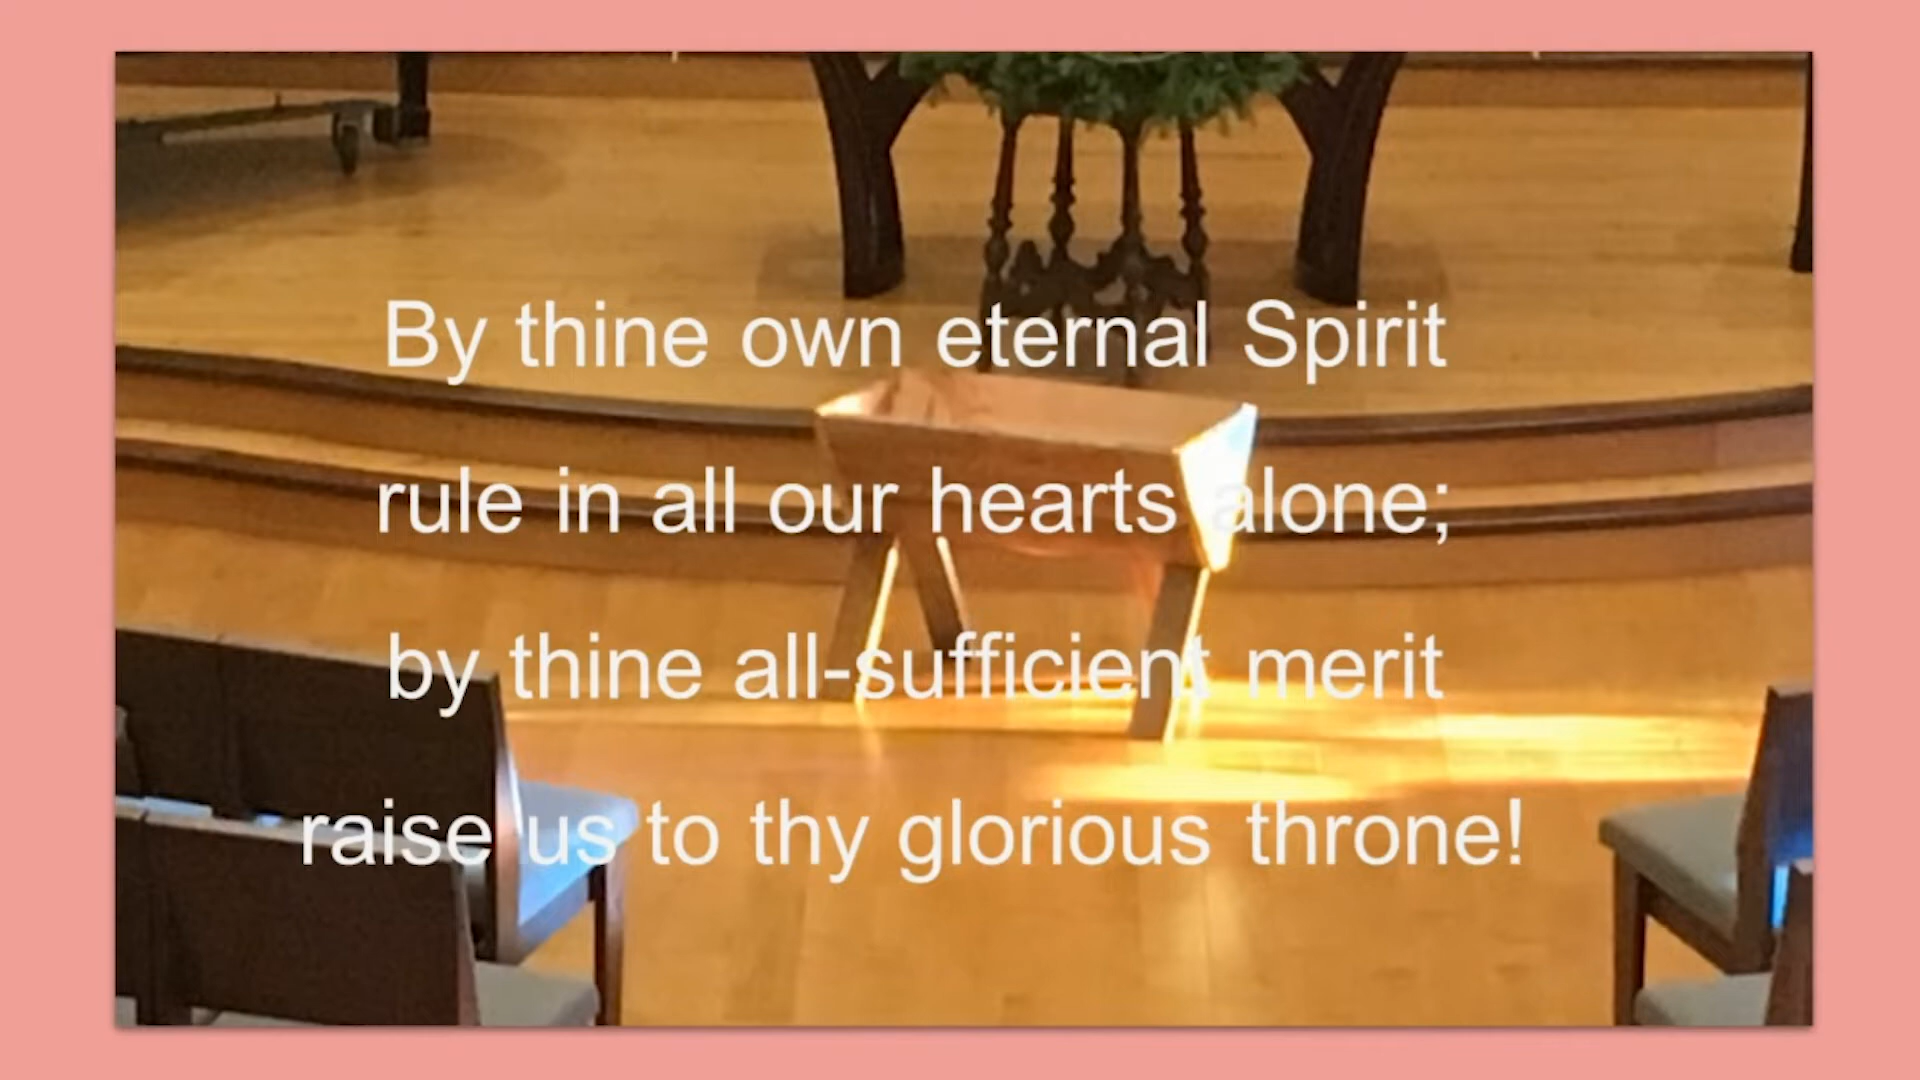 By thine own eternal Spirit
rule in all our hearts alone;
by thine all-sufficient merit
raise us to thy glorious throne!